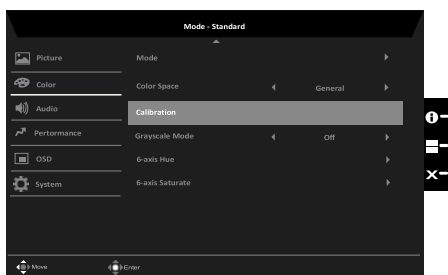 Mode - Standard
Picture
Color
Audio
Pertormance
OSD
System
Mode
Color Space General
Calibration
Grayscale Mode Off
6-axis Hue
6-axis Saturate
Move
Enter